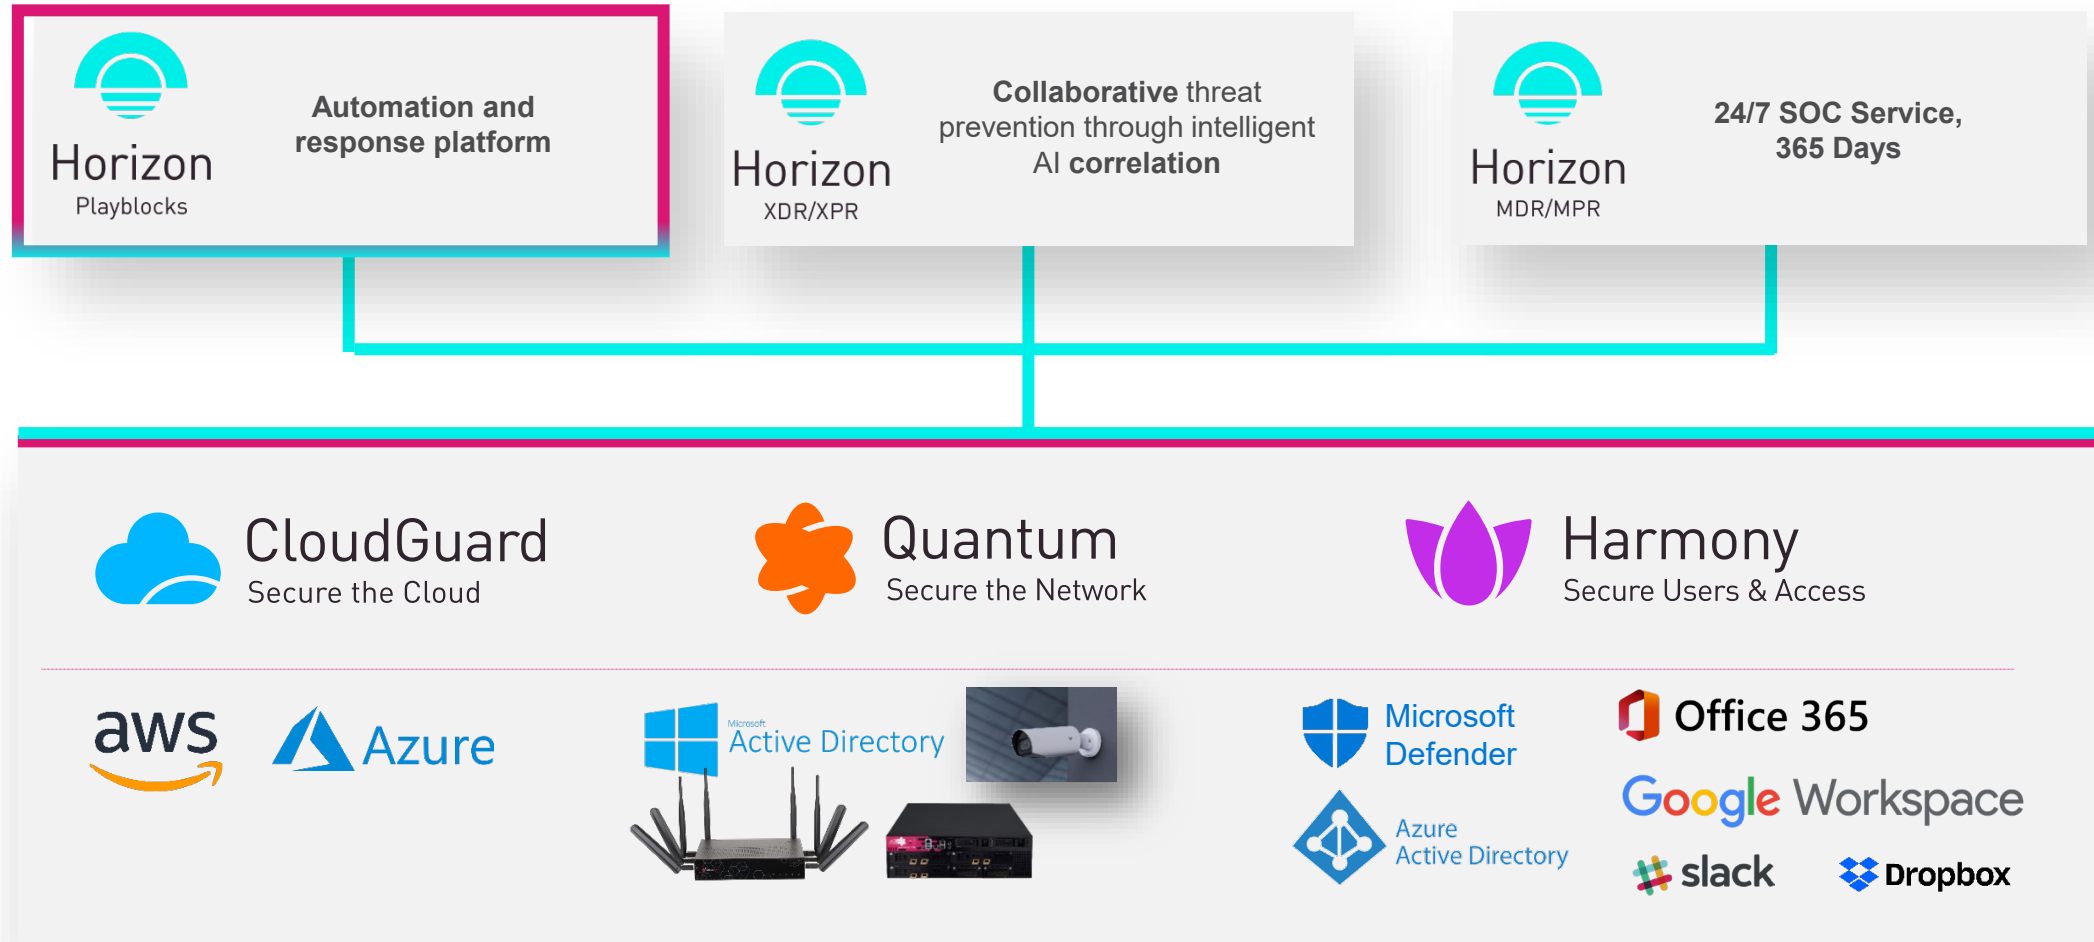 Horizon
Playblocks
Automation and
response platform
Horizon
XDR/XPR
Collaborative threat
prevention through intelligent
AI correlation
Horizon
MDR/MPR
24/7 SOC Service,
365 Days
CloudGuard
Secure the Cloud
Quantum
Secure the Network
Harmony
Secure Users & Access
aws
Azure
Microsoft
Active Directory
Microsoft
Defender
Azure
Active Directory
Office 365
Google Workspace
slack
Dropbox